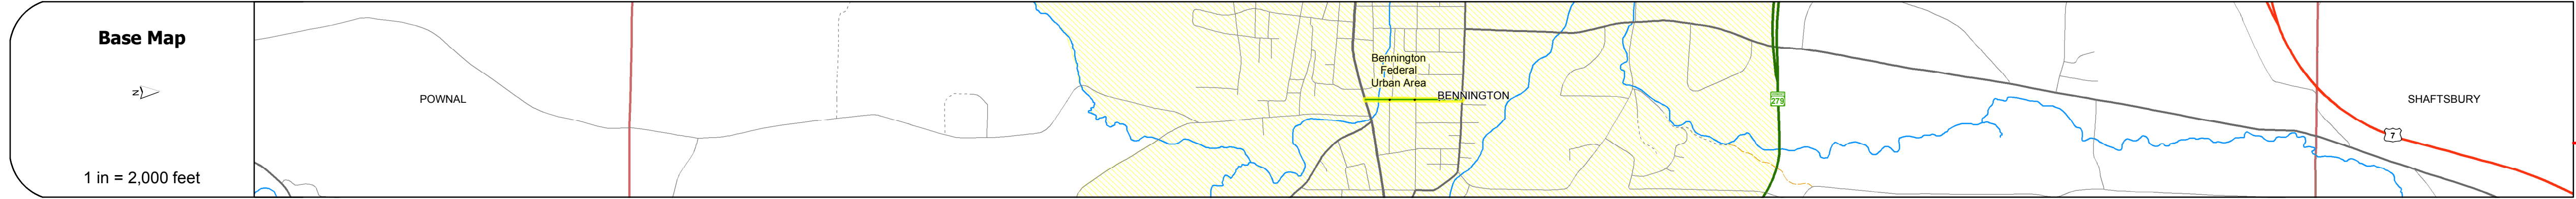 Base Map
N
1 in = 2,000 feet
POWNAL
Bennington
Federal
Urban Area
BENNINGTON
279
7
SHAFTSBURY